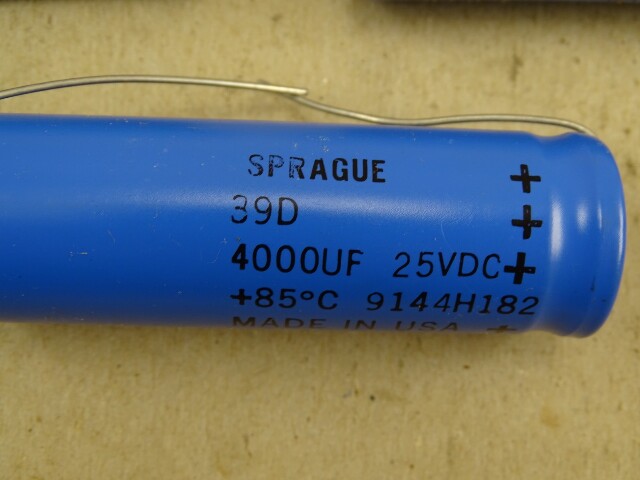 SPRAGUE +
39D +
4000UF 25VDC+
+85°C 9144H182
MADE IN USA +